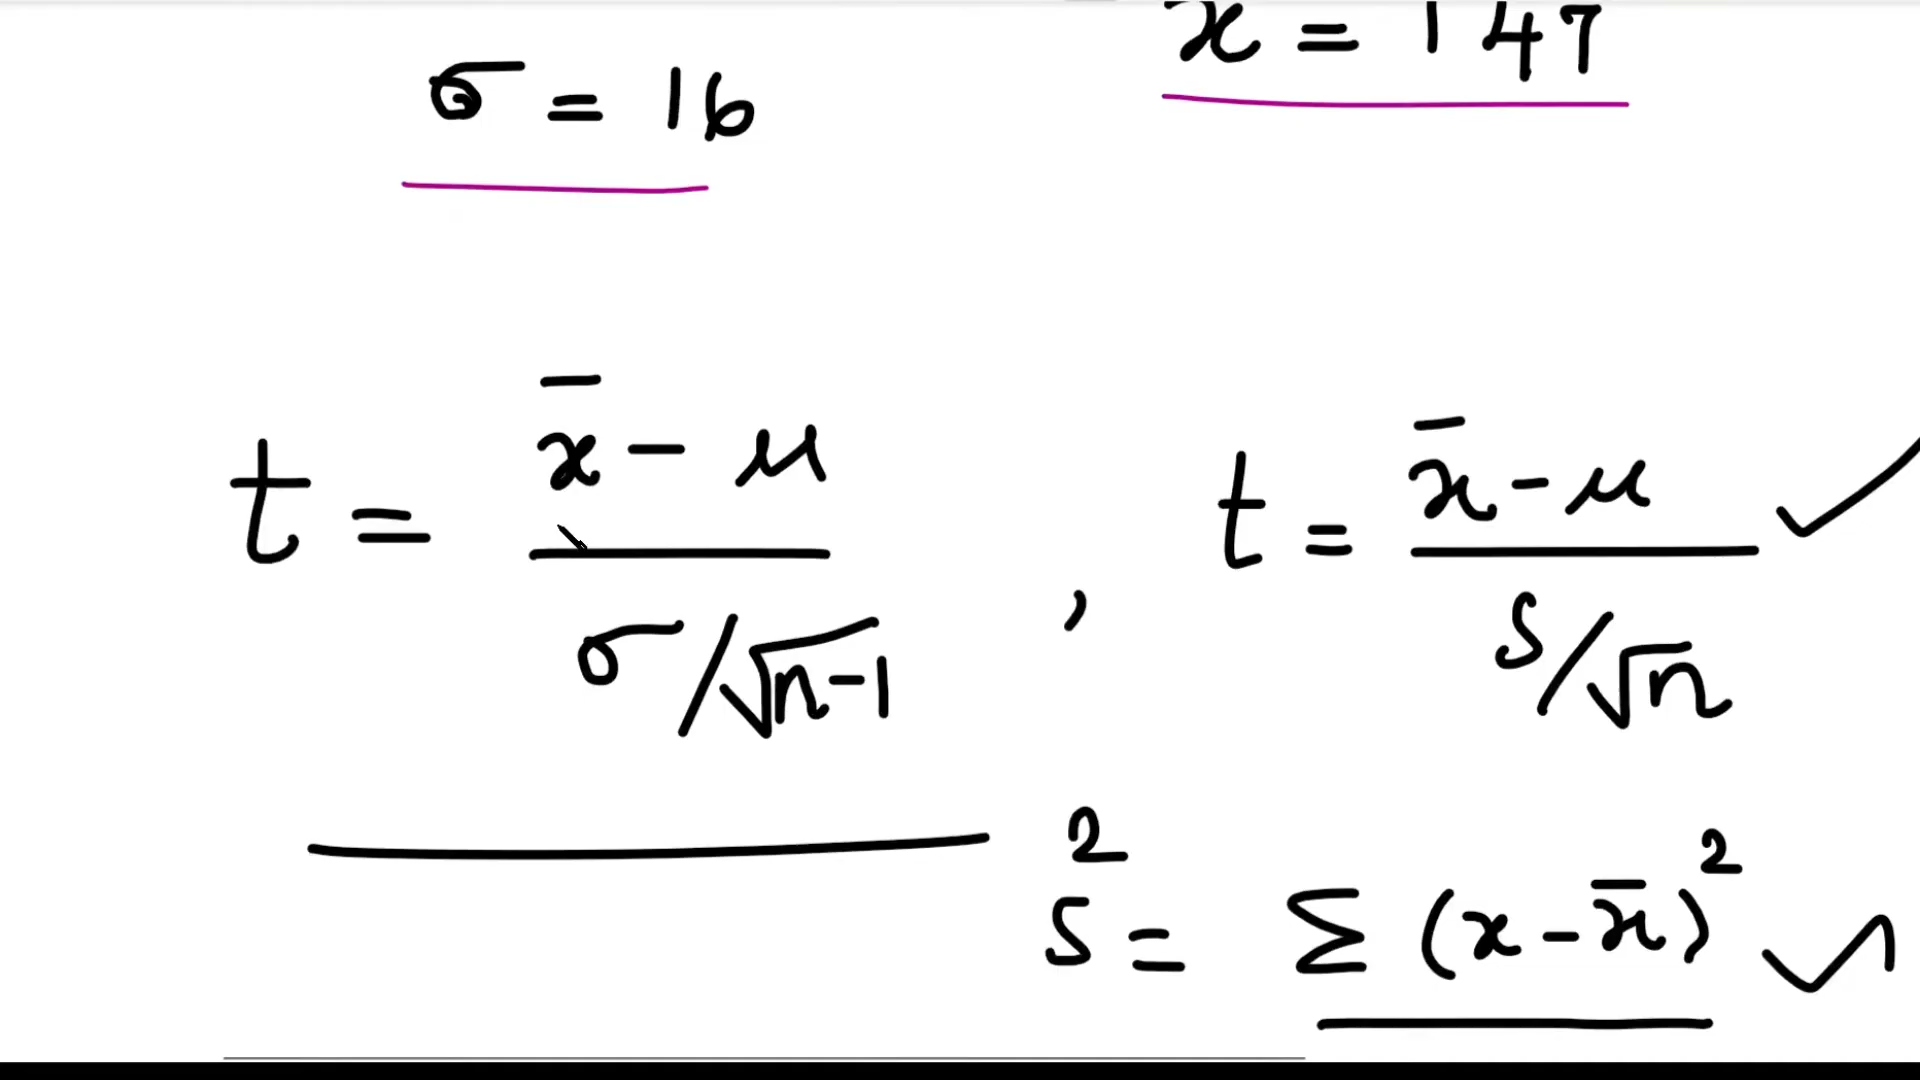 x̄ = 147
σ = 16
t = (x̄ - μ) / (σ/√(n-1)) , t = (x̄ - μ) / (s/√n) ✓
s² = Σ (x - x̄)²